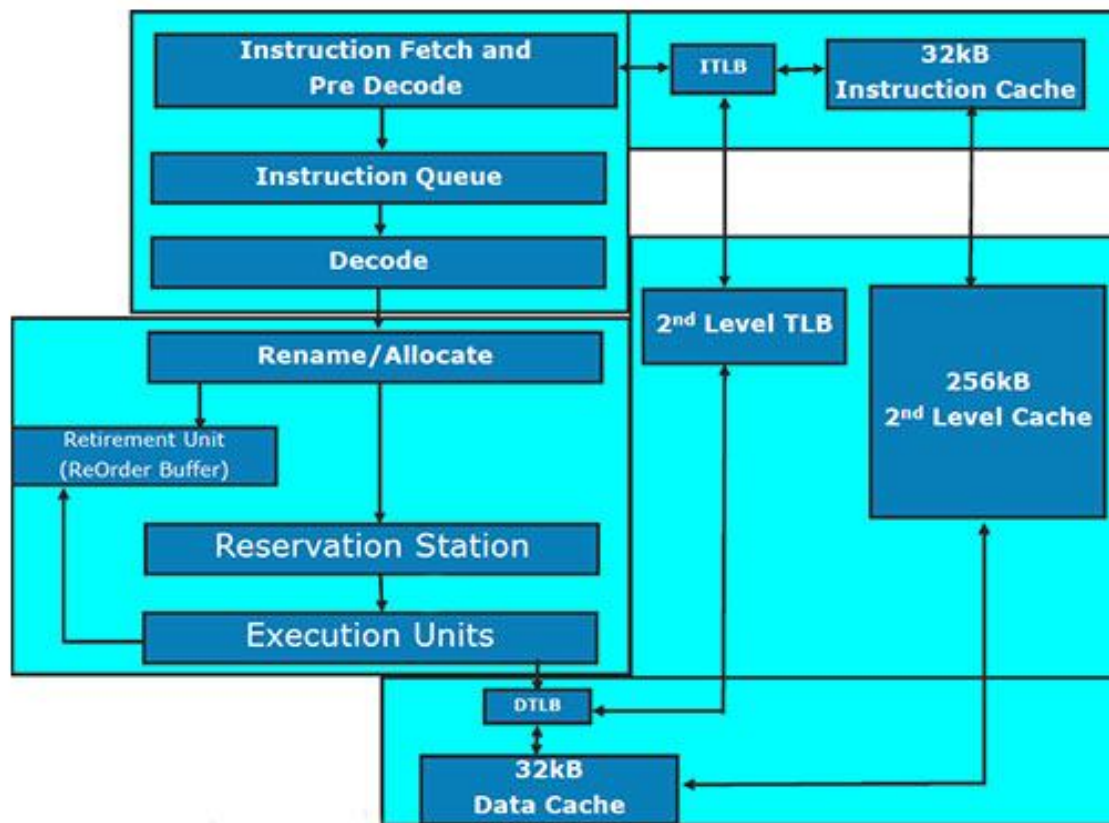 Instruction Fetch and
Pre Decode
ITLB
32kB
Instruction Cache
Instruction Queue
Decode
2nd Level TLB
256kB
2nd Level Cache
Rename/Allocate
Retirement Unit
(ReOrder Buffer)
Reservation Station
Execution Units
DTLB
32kB
Data Cache